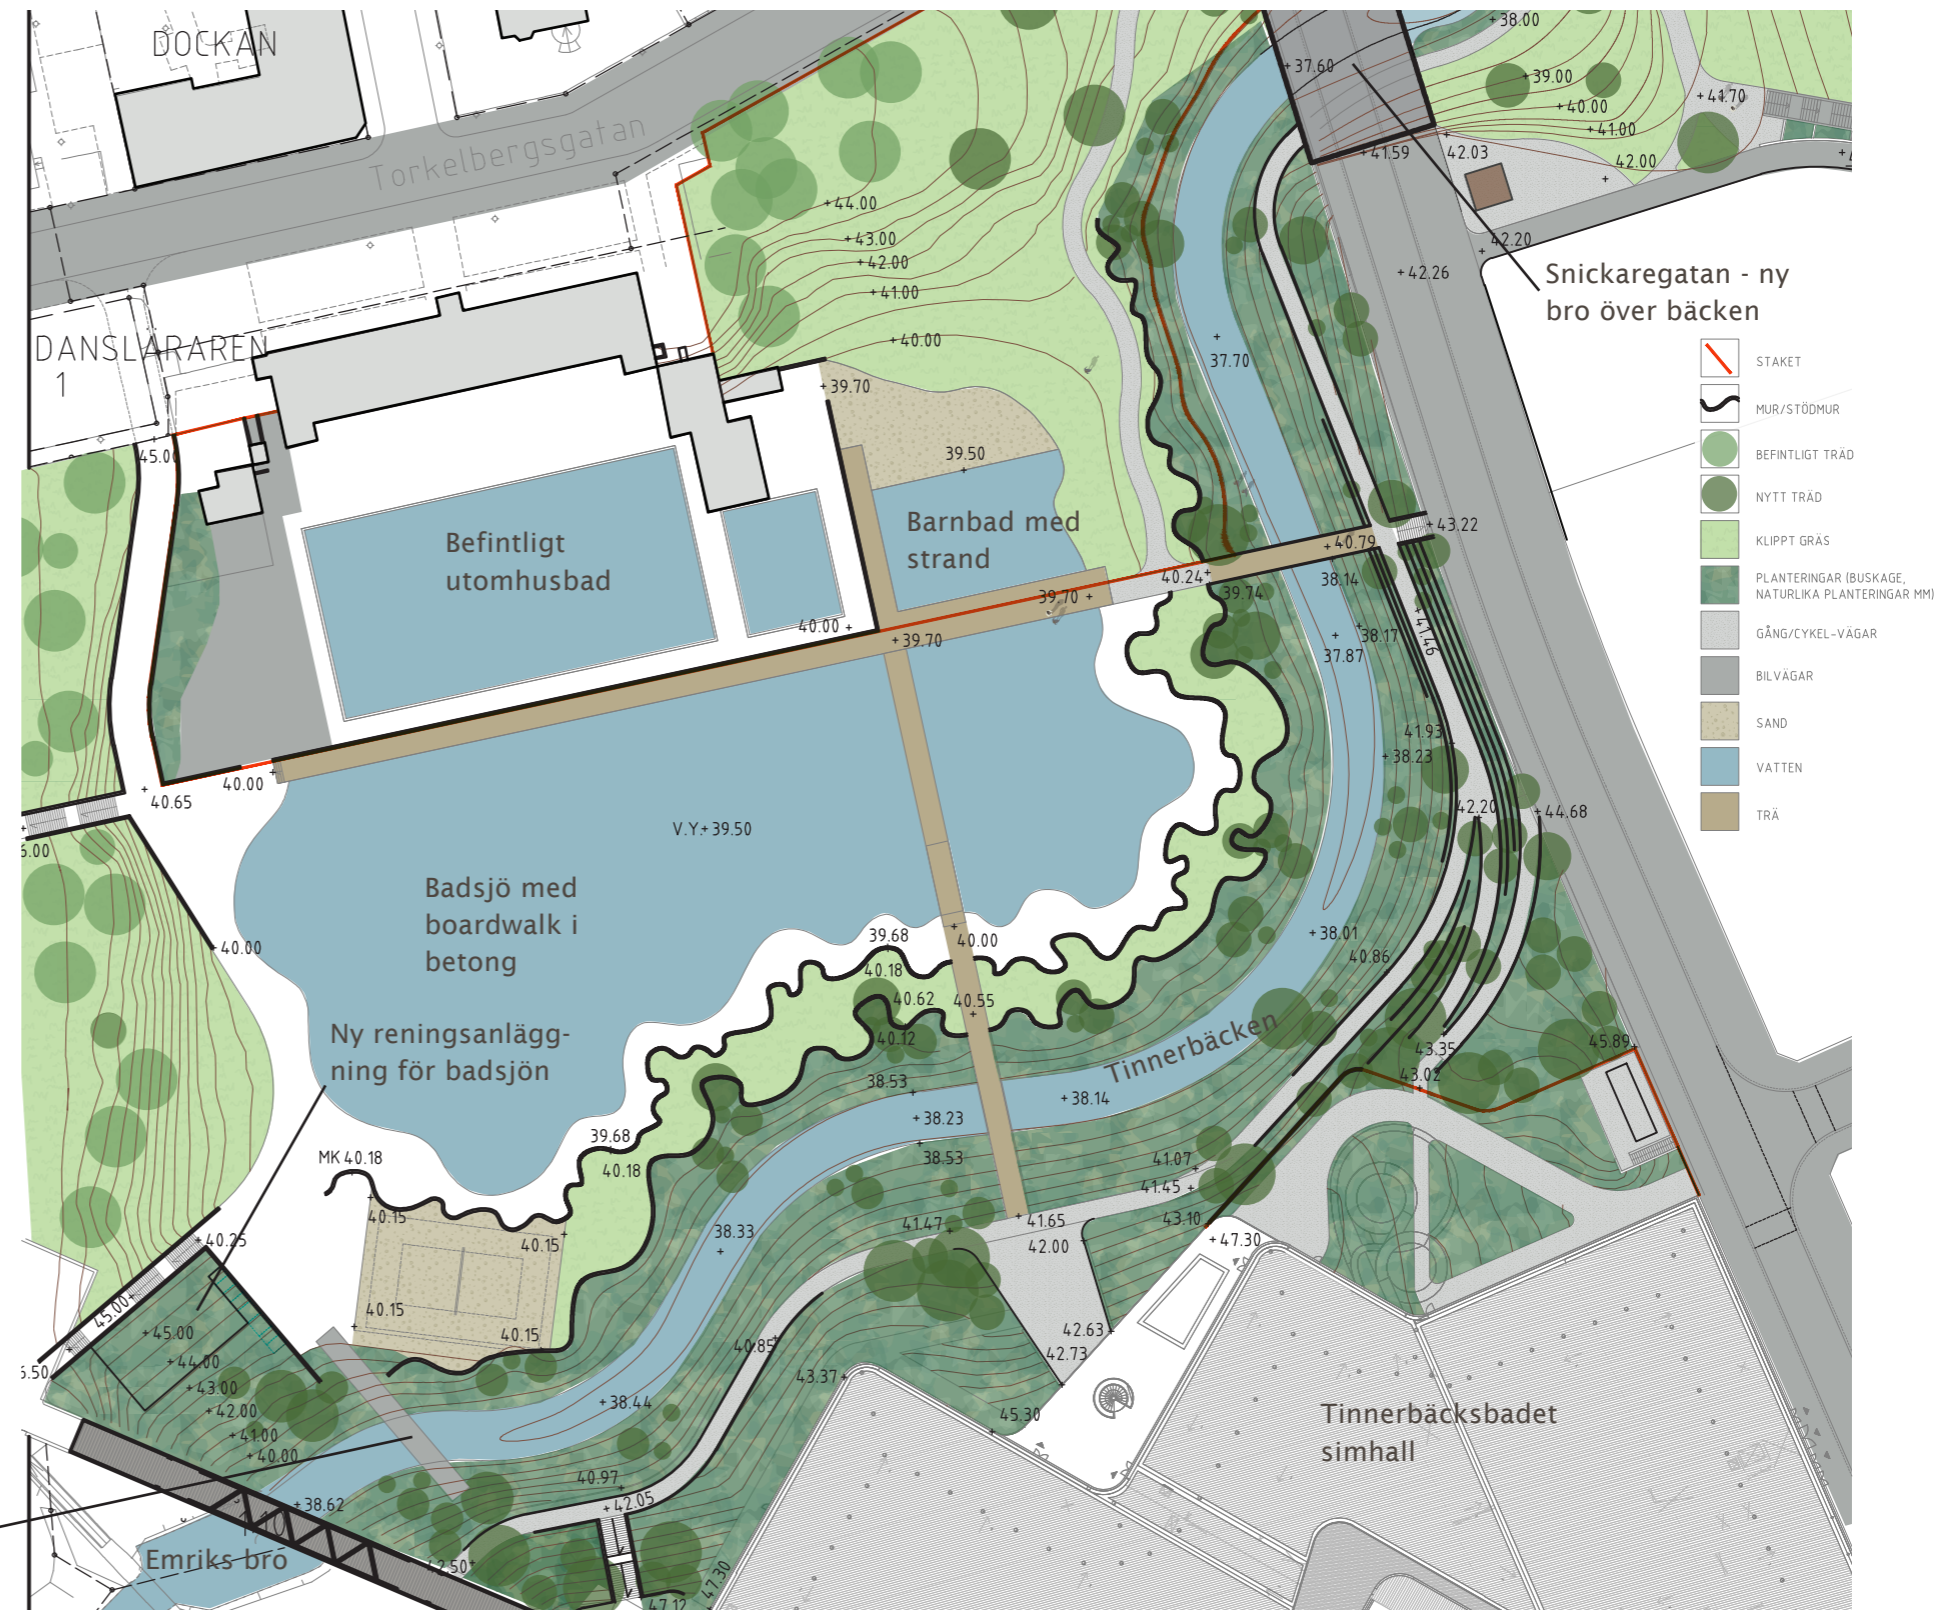 DOCKAN
Torkelbergsgatan
DANSLÄRAREN
1
+38.00
+37.60
+39.00
+40.00
+41.00
+41.70
+41.59
+42.03
42.00
+44.00
+43.00
+42.00
+41.00
+40.00
42.20
+42.26
Snickaregatan - ny
bro över bäcken
37.70
STAKET
MUR/STÖDMUR
BEFINTLIGT TRÄD
NYTT TRÄD
KLIPPT GRÄS
PLANTERINGAR (BUSKAGE,
NATURLIKA PLANTERINGAR MM)
GÅNG/CYKEL-VÄGAR
BILVÄGAR
SAND
VATTEN
TRÄ
+39.70
45.00
39.50
Befintligt
utomhusbad
Barnbad med
strand
+43.22
+40.79
40.24+
38.14
39.74
39.70 +
40.00 +
+39.70
38.17
37.87
+41.46
41.93
+38.23
40.00
40.65
42.20
+44.68
V.Y.+39.50
5.00
Badsjö med
boardwalk i
betong
+40.00
39.68
40.18
+40.00
40.62
40.55
40.12
+38.01
40.86
Ny reningsanlägg-
ning för badsjön
Tinnerbäcken
38.53
+38.23
38.53
+38.14
43.35
43.02
45.89
39.68
40.18
MK 40.18
40.15
40.15
41.07
41.45 +
43.10
+47.30
41.47
41.65
42.00
38.33
+40.25
45.00+
40.15
40.15
+45.00
+44.00
+43.00
+42.00
+41.00
+40.00
5.50
40.85
43.37
42.63
42.73
45.30
+38.44
Tinnerbäcksbadet
simhall
40.97
+42.05
+38.62
1:10
Emriks bro
42.50
47.12
47.30